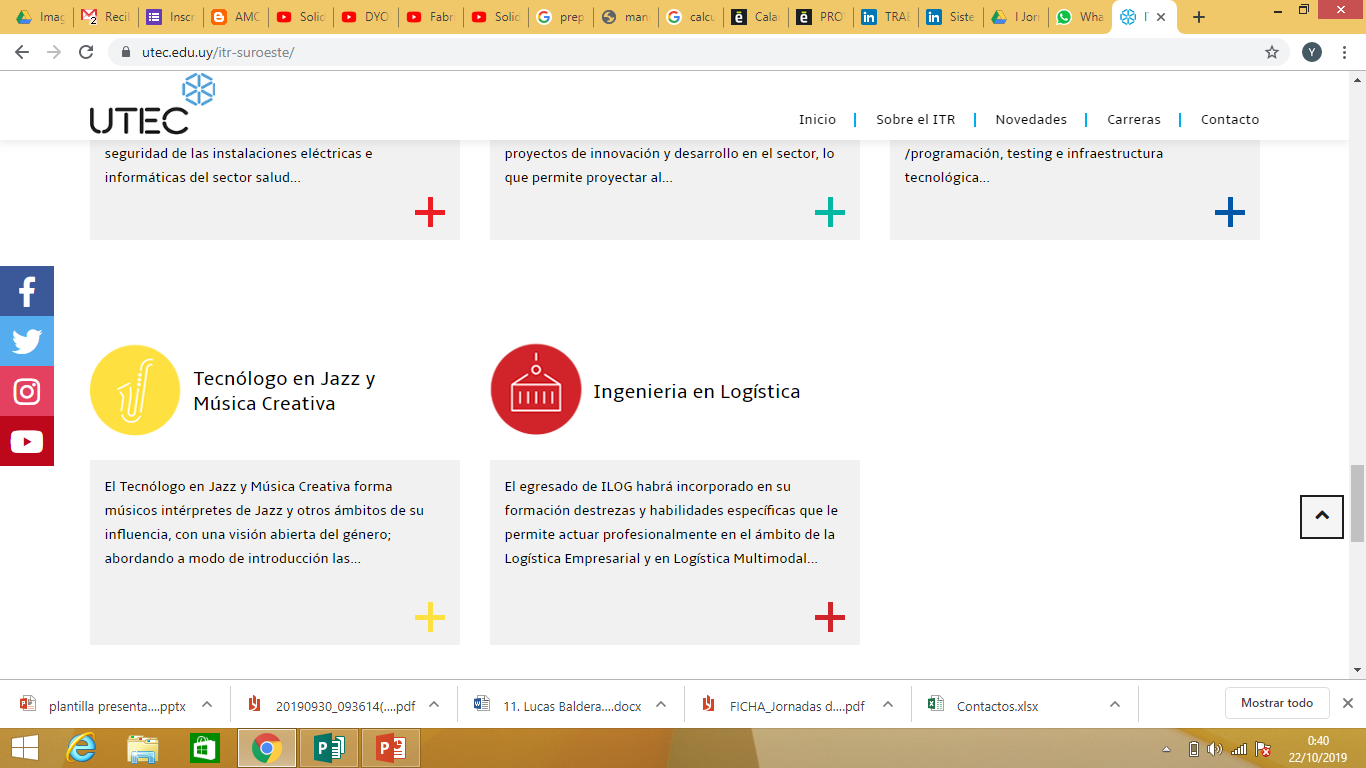 Imag
Recil
Inscr
AMC
Solic
DYO
Fabri
Solic
prep
man
calcu
Calar
PRO
TRAE
Siste
I Jorr
Wha
Y
utec.edu.uy/itr-suroeste/
UTEC
Inicio
Sobre el ITR
Novedades
Carreras
Contacto
seguridad de las instalaciones eléctricas e
informáticas del sector salud...
proyectos de innovación y desarrollo en el sector, lo
que permite proyectar al...
/programación, testing e infraestructura
tecnológica...
Tecnólogo en Jazz y
Música Creativa
Ingenieria en Logística
El Tecnólogo en Jazz y Música Creativa forma
músicos intérpretes de Jazz y otros ámbitos de su
influencia, con una visión abierta del género;
abordando a modo de introducción las...
El egresado de ILOG habrá incorporado en su
formación destrezas y habilidades específicas que le
permite actuar profesionalmente en el ámbito de la
Logística Empresarial y en Logística Multimodal...
plantilla presenta....pptx
20190930_093614(....pdf
11. Lucas Baldera....docx
FICHA_Jornadas d....pdf
Contactos.xlsx
Mostrar todo
0:40
22/10/2019